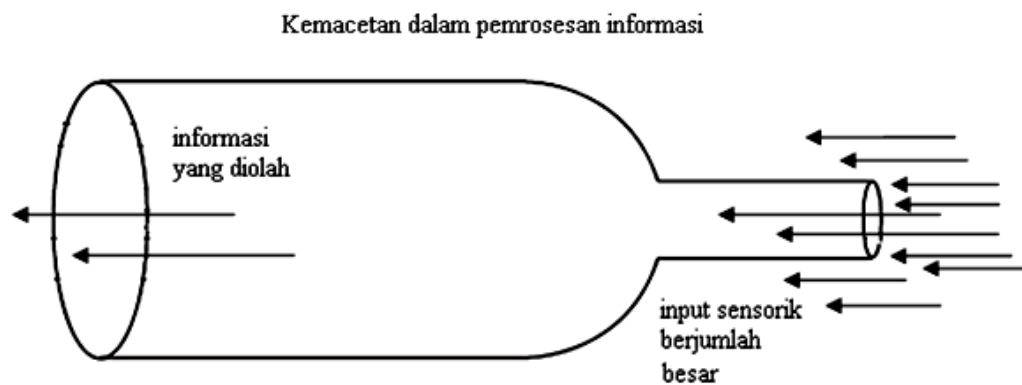 Kemacetan dalam pemrosesan informasi
informasi
yang diolah
input sensorik
berjumlah
besar